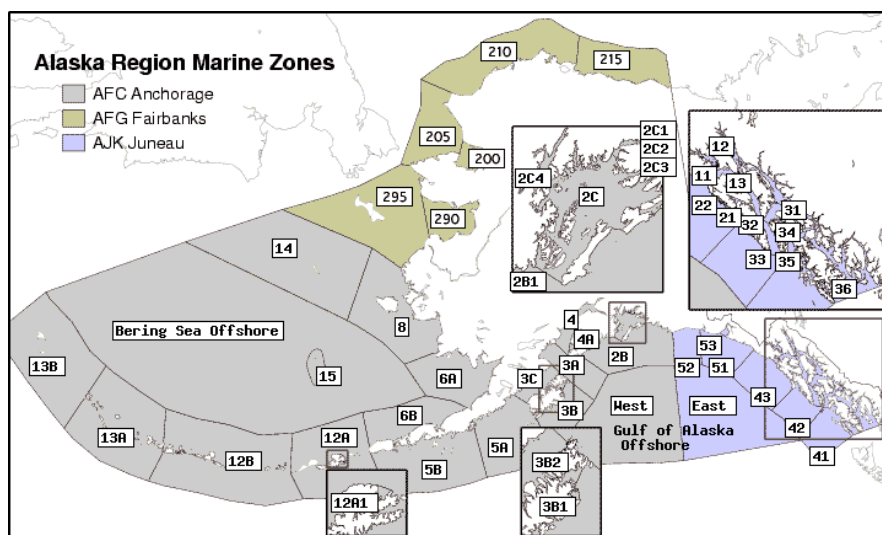 Alaska Region Marine Zones
AFC Anchorage
AFG Fairbanks
AJK Juneau
210
215
205
200
295
290
14
8
Bering Sea Offshore
13B
15
6A
6B
13A
12B
12A
12A1
5B
5A
4
4A
3A
3C
3B
2B
3B2
3B1
2C1
2C2
2C3
2C4
2C
2B1
West
East
Gulf of Alaska
Offshore
53
52
51
43
42
41
12
11
13
22
21
32
31
34
33
35
36